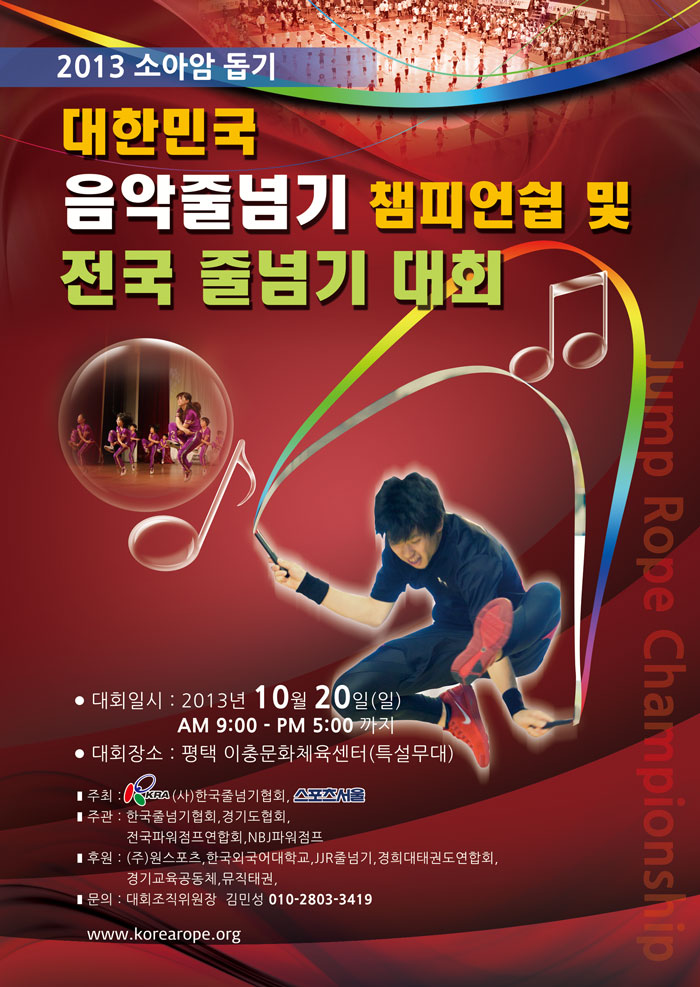 2013 소아암 돕기
대한민국
음악줄넘기 챔피언쉽 및
전국 줄넘기 대회
Jump Rope Championship
● 대회일시 : 2013년 10월 20일(일)
AM 9:00 - PM 5:00 까지
● 대회장소 : 평택 이충문화체육센터(특설무대)
▮ 주최 : KRA (사)한국줄넘기협회, 스포츠서울
▮ 주관 : 한국줄넘기협회,경기도협회,
전국파워점프연합회,NBJ파워점프
▮ 후원 : (주)원스포츠,한국외국어대학교,JJR줄넘기,경희대태권도연합회,
경기교육공동체,뮤직태권,
▮ 문의 : 대회조직위원장 김민성 010-2803-3419
www.korearope.org